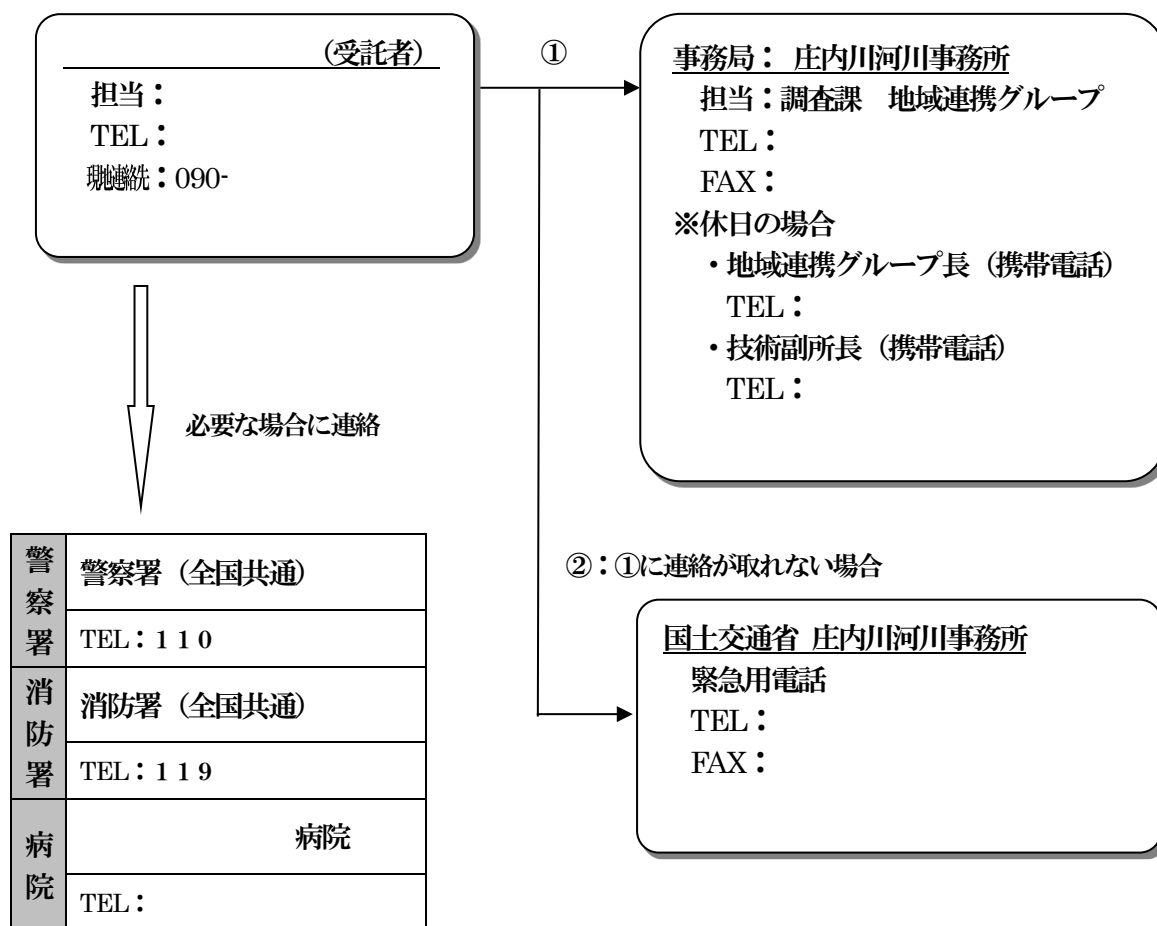 (受託者)
担当:
TEL:
現地連絡先:090-
①
事務局: 庄内川河川事務所
担当:調査課 地域連携グループ
TEL:
FAX:
※休日の場合
・地域連携グループ長(携帯電話)
TEL:
・技術副所長(携帯電話)
TEL:
必要な場合に連絡
②:①に連絡が取れない場合
国土交通省 庄内川河川事務所
緊急用電話
TEL:
FAX:
警察署
警察署(全国共通)
TEL:110
消防署
消防署(全国共通)
TEL:119
病院
病院
TEL: